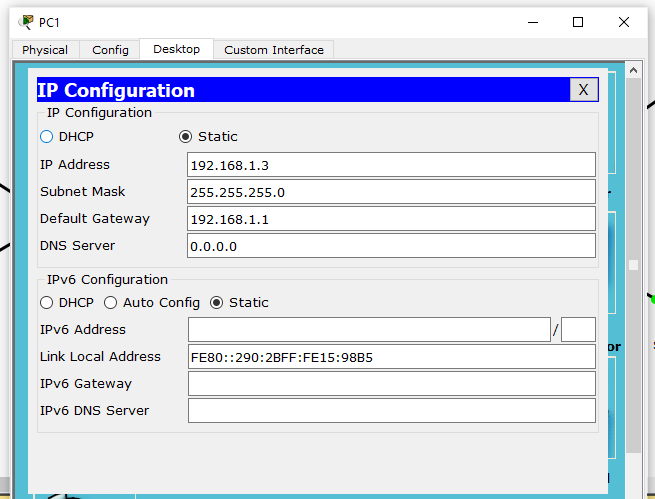 PC1
Physical Config Desktop Custom Interface
IP Configuration X
IP Configuration
DHCP Static
IP Address 192.168.1.3
Subnet Mask 255.255.255.0
Default Gateway 192.168.1.1
DNS Server 0.0.0.0
IPv6 Configuration
DHCP Auto Config Static
IPv6 Address /
Link Local Address FE80::290:2BFF:FE15:98B5
IPv6 Gateway
IPv6 DNS Server
or